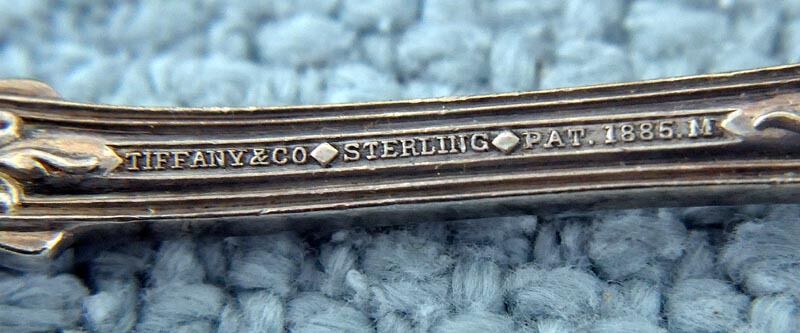 TIFFANY&CO ◆ STERLING ◆ PAT. 1885. M